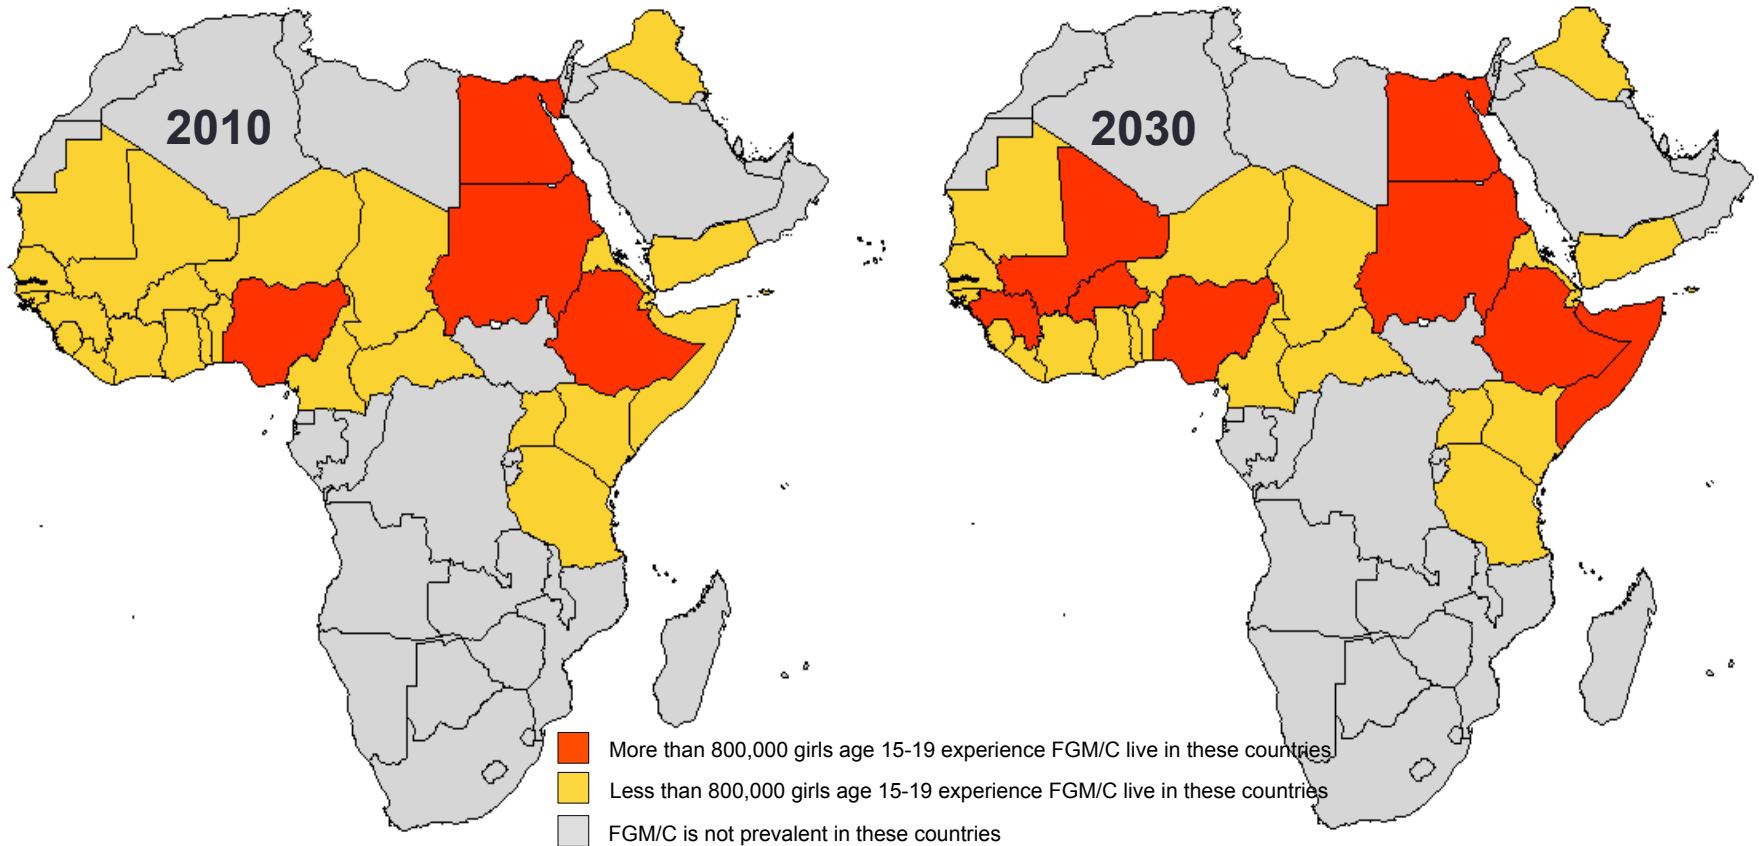 2010
2030
More than 800,000 girls age 15-19 experience FGM/C live in these countries
Less than 800,000 girls age 15-19 experience FGM/C live in these countries
FGM/C is not prevalent in these countries